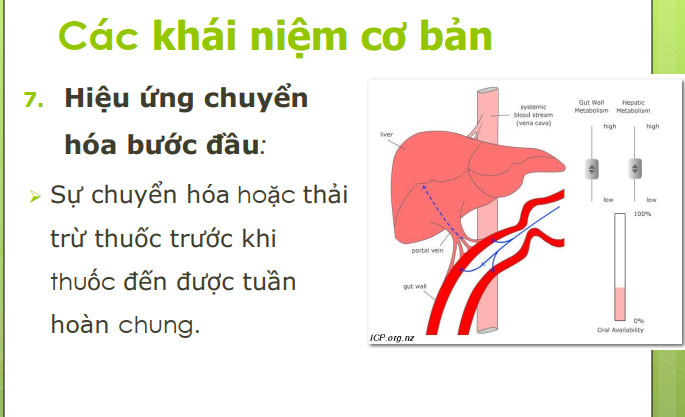 Các khái niệm cơ bản
7. Hiệu ứng chuyển
hóa bước đầu:
Sự chuyển hóa hoặc thải
trừ thuốc trước khi
thuốc đến được tuần
hoàn chung.
systemic
blood stream
(vena cava)
liver
portal vein
gut wall
Gut Wall
Metabolism
Hepatic
Metabolism
high
high
low
low
100%
0%
Oral Availability
ICP.org.nz